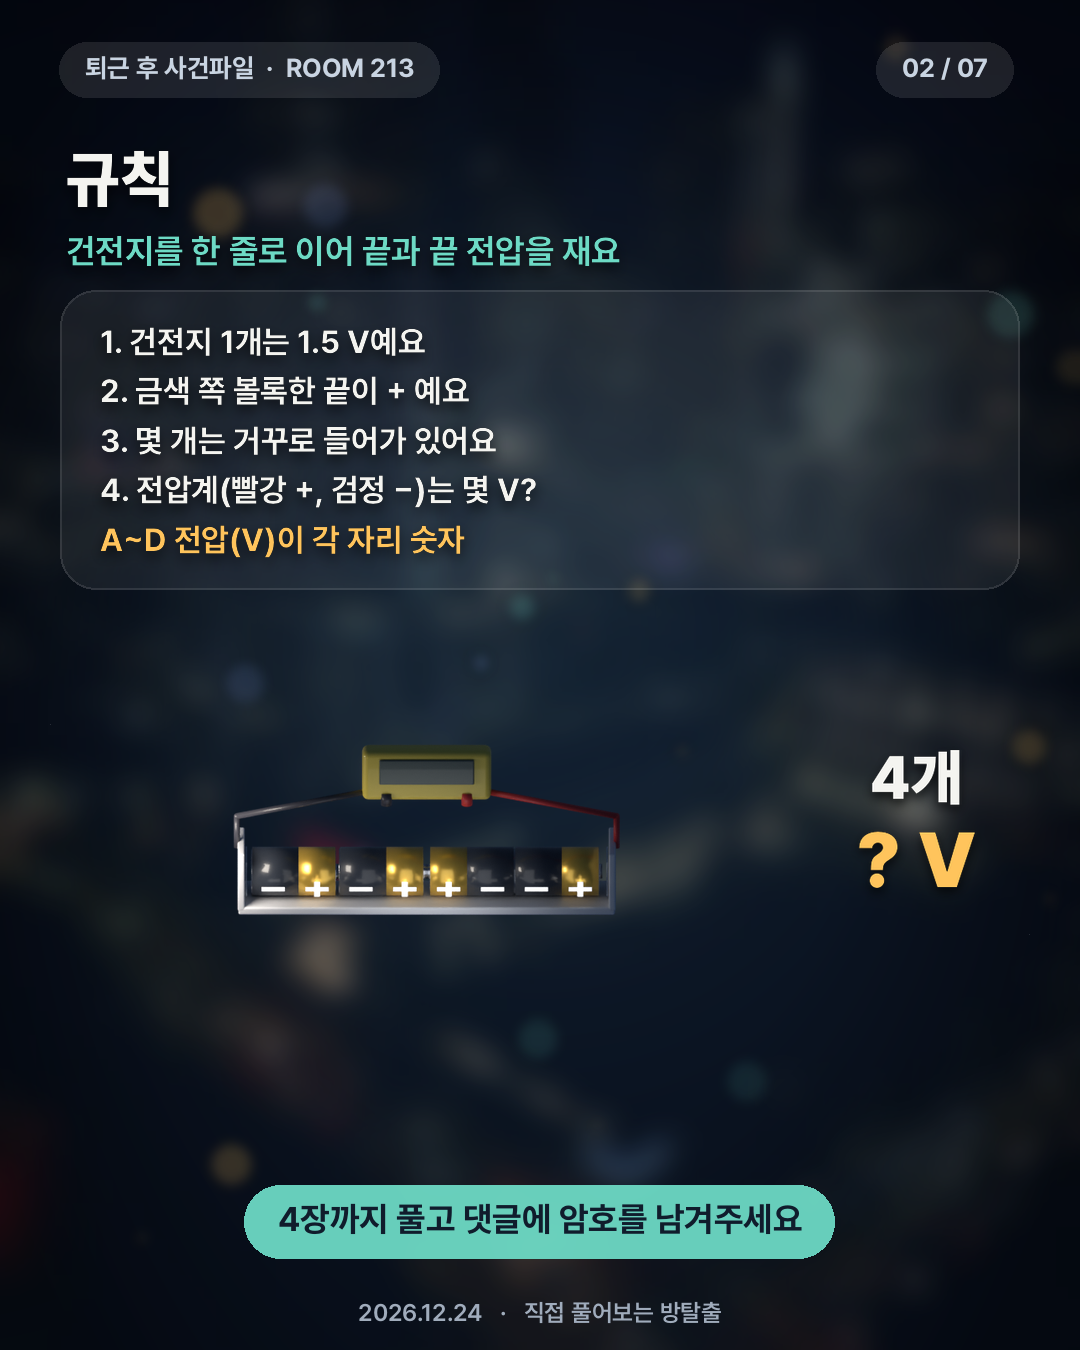 퇴근 후 사건파일 · ROOM 213
02 / 07
규칙
건전지를 한 줄로 이어 끝과 끝 전압을 재요
1. 건전지 1개는 1.5 V예요
2. 금색 쪽 볼록한 끝이 + 예요
3. 몇 개는 거꾸로 들어가 있어요
4. 전압계(빨강 +, 검정 −)는 몇 V?
A~D 전압(V)이 각 자리 숫자
4개
? V
− + − + + − − +
4장까지 풀고 댓글에 암호를 남겨주세요
2026.12.24 · 직접 풀어보는 방탈출